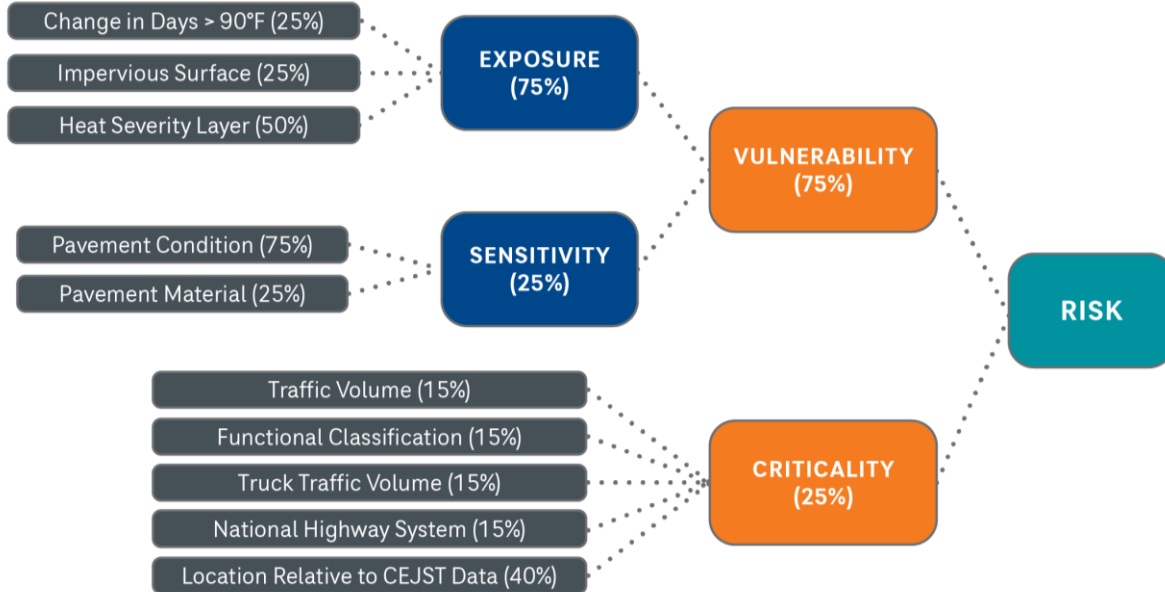 Change in Days > 90°F (25%)
Impervious Surface (25%)
Heat Severity Layer (50%)
EXPOSURE
(75%)
VULNERABILITY
(75%)
Pavement Condition (75%)
Pavement Material (25%)
SENSITIVITY
(25%)
RISK
Traffic Volume (15%)
Functional Classification (15%)
Truck Traffic Volume (15%)
National Highway System (15%)
Location Relative to CEJST Data (40%)
CRITICALITY
(25%)